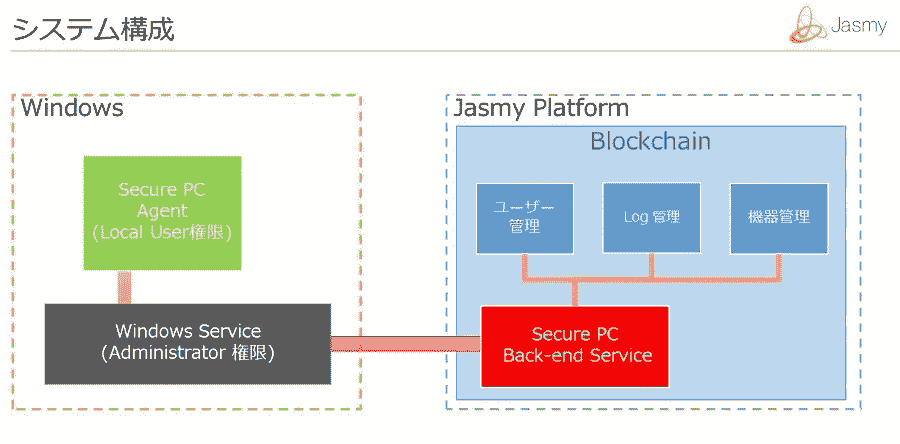 システム構成
Jasmy
Windows
Secure PC
Agent
(Local User権限)
Windows Service
(Administrator 権限)
Jasmy Platform
Blockchain
ユーザー
管理
Log 管理
機器管理
Secure PC
Back-end Service